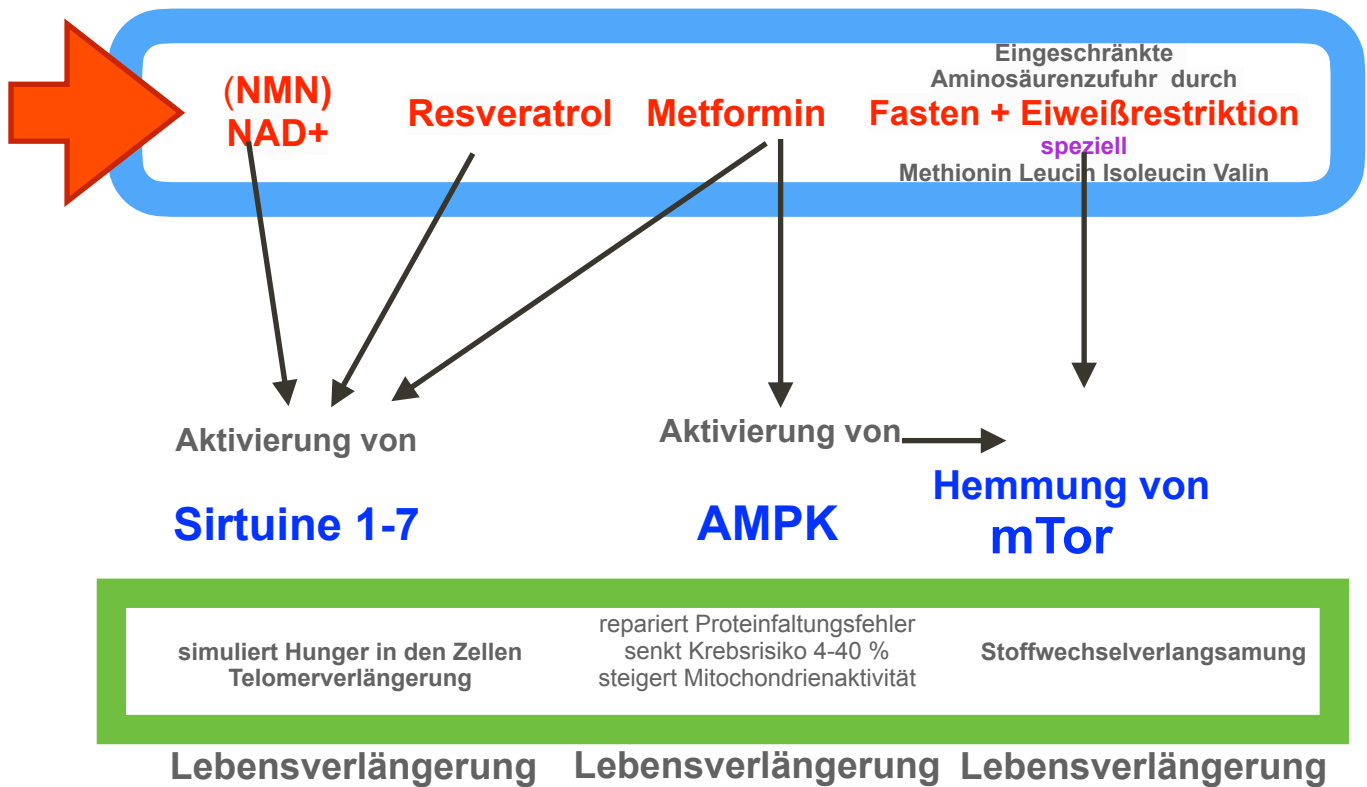 (NMN)
NAD+
Resveratrol
Metformin
Eingeschränkte
Aminosäurenzufuhr durch
Fasten + Eiweißrestriktion
speziell
Methionin Leucin Isoleucin Valin
Aktivierung von
Sirtuine 1-7
Aktivierung von
AMPK
Hemmung von
mTor
simuliert Hunger in den Zellen
Telomerverlängerung
repariert Proteinfaltungsfehler
senkt Krebsrisiko 4-40 %
steigert Mitochondrienaktivität
Stoffwechselverlangsamung
Lebensverlängerung
Lebensverlängerung
Lebensverlängerung